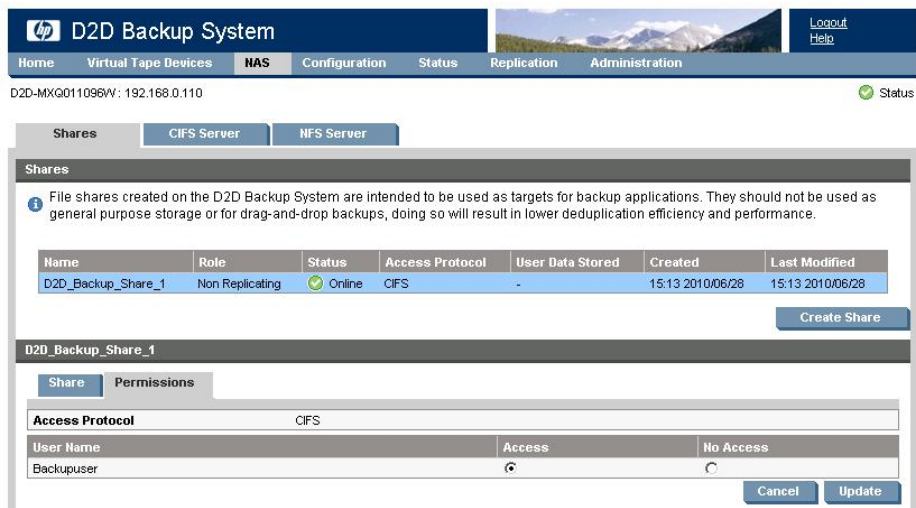 hp D2D Backup System
Logout
Help
Home Virtual Tape Devices NAS Configuration Status Replication Administration
D2D-MXQ011096W : 192.168.0.110 Status
Shares CIFS Server NFS Server
Shares
i File shares created on the D2D Backup System are intended to be used as targets for backup applications. They should not be used as
general purpose storage or for drag-and-drop backups, doing so will result in lower deduplication efficiency and performance.
Name Role Status Access Protocol User Data Stored Created Last Modified
D2D_Backup_Share_1 Non Replicating Online CIFS - 15:13 2010/06/28 15:13 2010/06/28
Create Share
D2D_Backup_Share_1
Share Permissions
Access Protocol CIFS
User Name Access No Access
Backupuser
Cancel Update